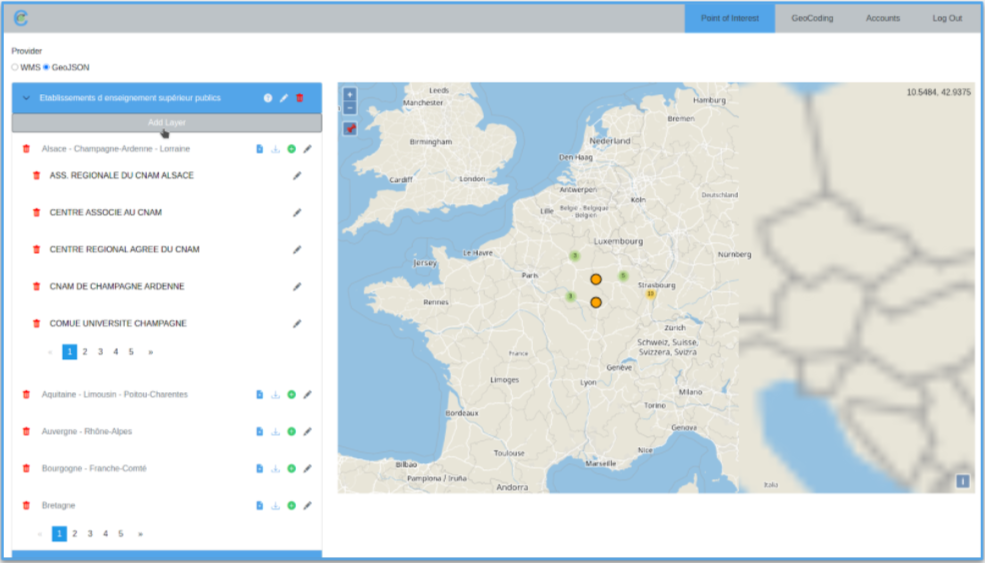 Point of Interest
GeoCoding
Accounts
Log Out
Provider
WMS
GeoJSON
Etablissements d enseignement supérieur publics
Add Layer
Alsace - Champagne-Ardenne - Lorraine
ASS. REGIONALE DU CNAM ALSACE
CENTRE ASSOCIE AU CNAM
CENTRE REGIONAL AGREE DU CNAM
CNAM DE CHAMPAGNE ARDENNE
COMUE UNIVERSITE CHAMPAGNE
« 1 2 3 4 5 »
Aquitaine - Limousin - Poitou-Charentes
Auvergne - Rhône-Alpes
Bourgogne - Franche-Comté
Bretagne
« 1 2 3 4 5 »
+
−
10.5484, 42.9375
Leeds
Manchester
Hamburg
Bremen
Birmingham
Nederland
Den Haag
Cardiff
London
Antwerpen
Köln
Deutschland
Lille
België - Belgique
Belgien
Luxembourg
Le Havre
Jersey
Paris
Nürnberg
Strasbourg
Rennes
Zürich
Schweiz, Suisse,
Svizzera, Svizra
France
Genève
Limoges
Lyon
Milano
Torino
Bordeaux
Genova
Toulouse
Nice
Bilbao
Marseille
Pamplona / Iruña
Andorra
Italia
i